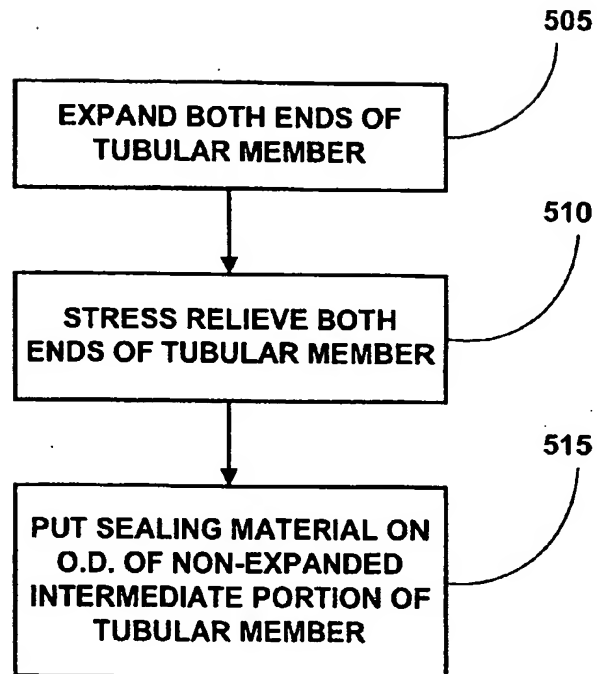 505
EXPAND BOTH ENDS OF
TUBULAR MEMBER
510
STRESS RELIEVE BOTH
ENDS OF TUBULAR MEMBER
515
PUT SEALING MATERIAL ON
O.D. OF NON-EXPANDED
INTERMEDIATE PORTION OF
TUBULAR MEMBER